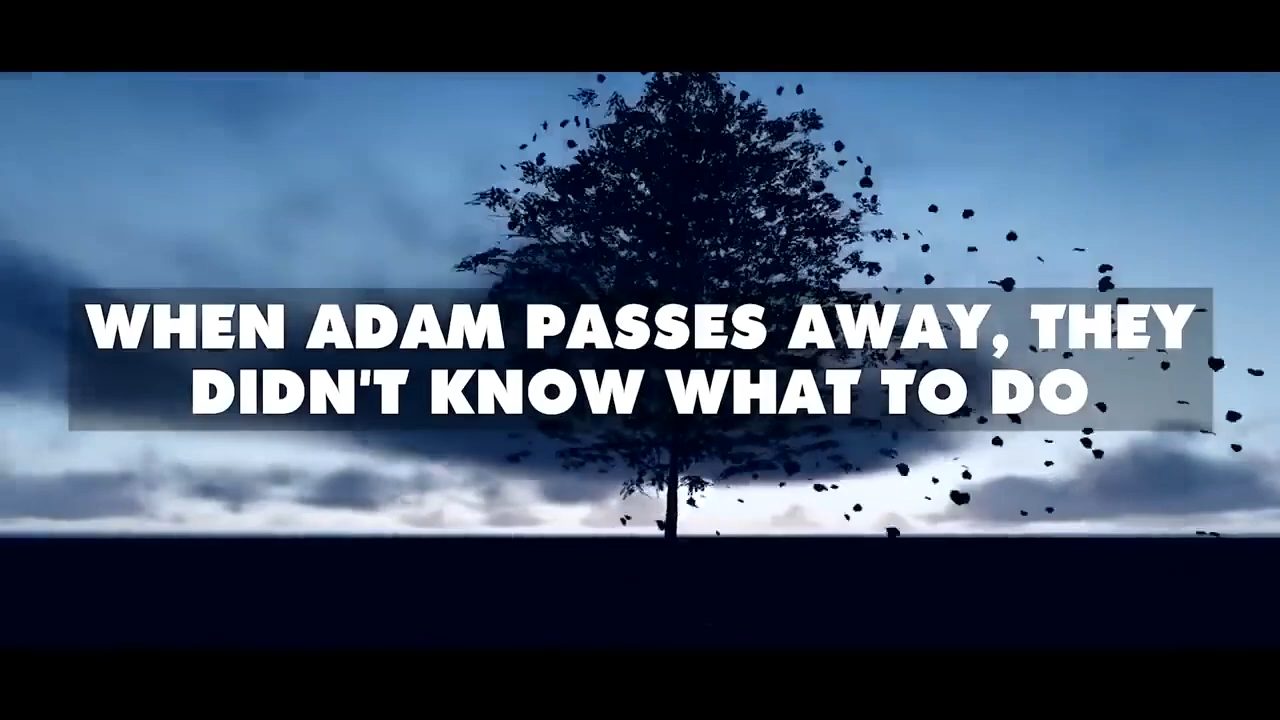 WHEN ADAM PASSES AWAY, THEY
DIDN'T KNOW WHAT TO DO